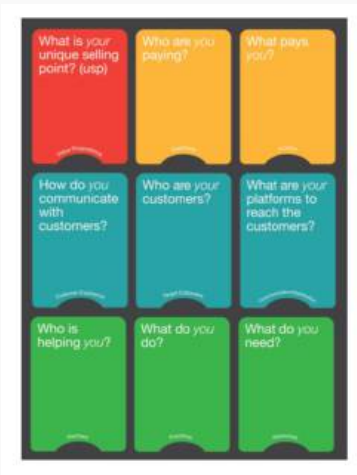 What is your
unique selling
point? (usp)
Who are you
paying?
What pays
you?
How do you
communicate
with
customers?
Who are your
customers?
What are your
platforms to
reach the
customers?
Who is
helping you?
What do you
do?
What do you
need?